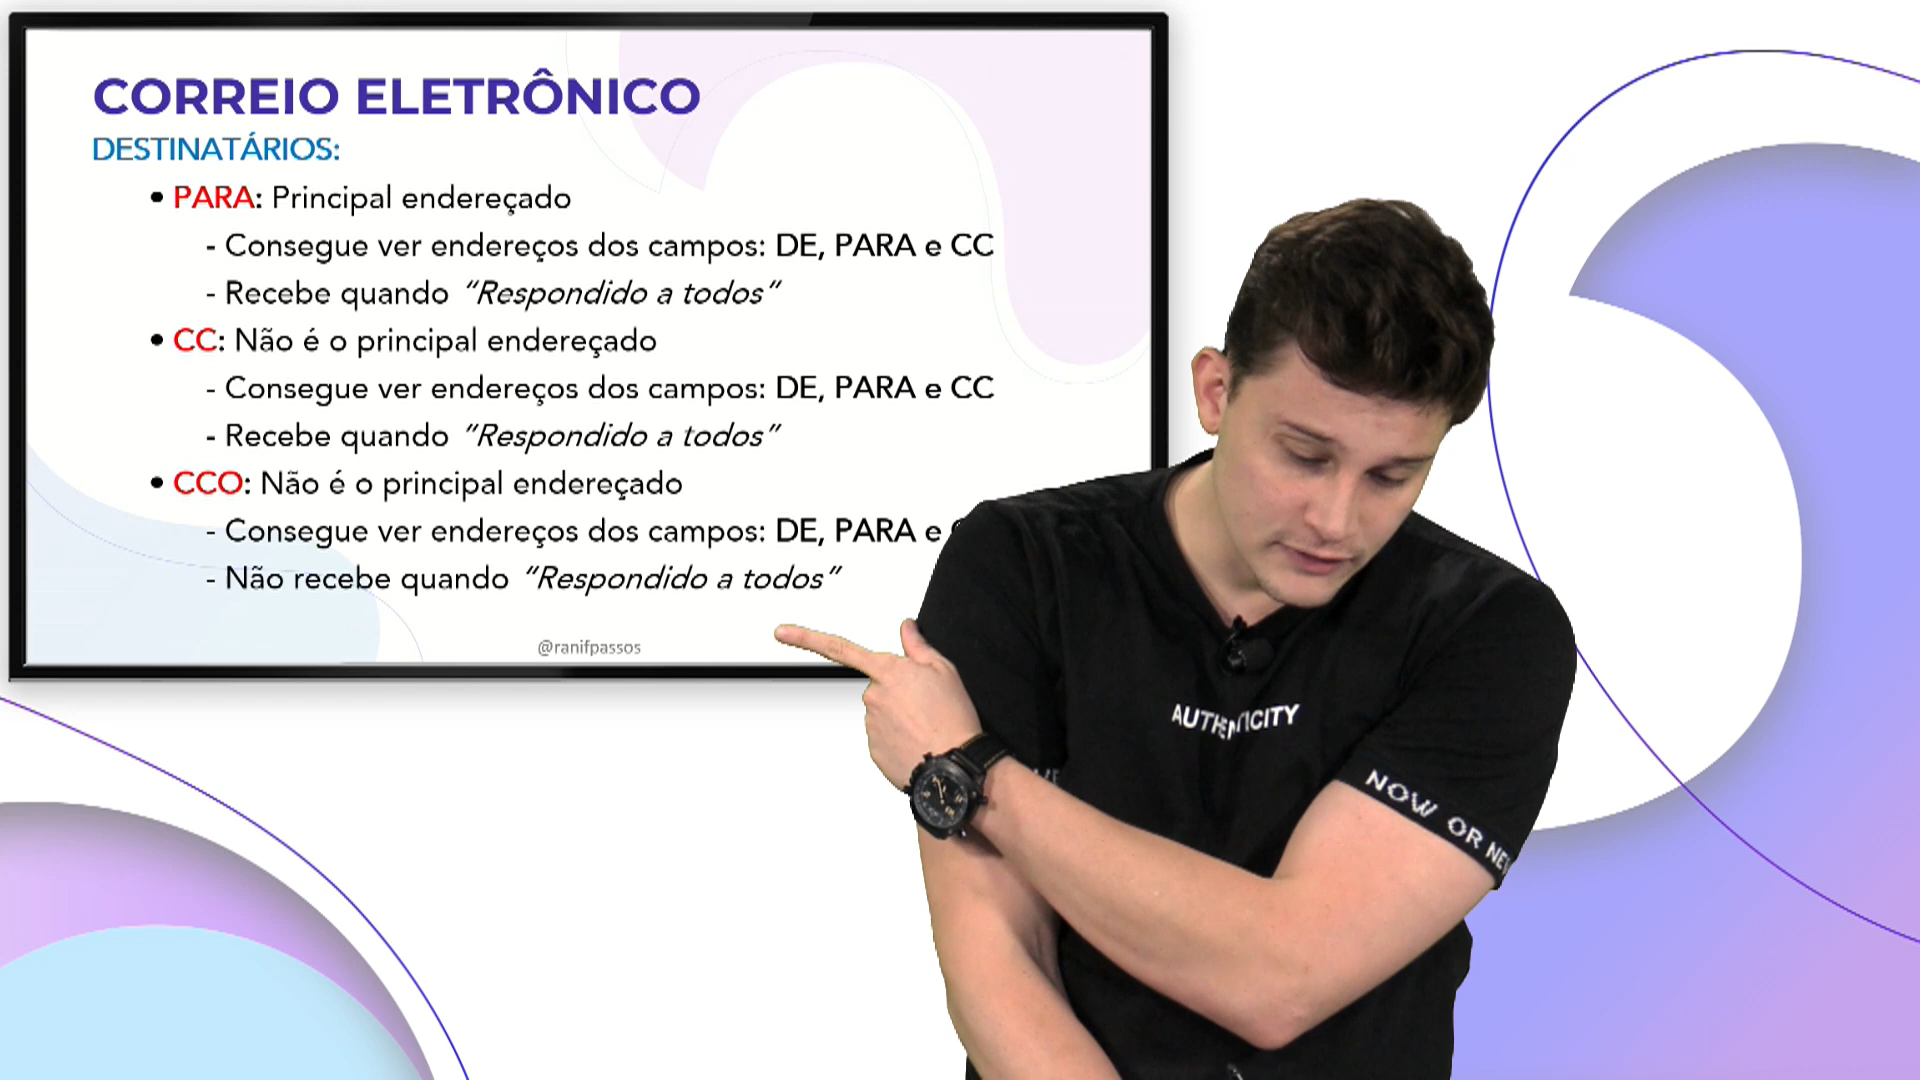 CORREIO ELETRÔNICO
DESTINATÁRIOS:
• PARA: Principal endereçado
- Consegue ver endereços dos campos: DE, PARA e CC
- Recebe quando “Respondido a todos”
• CC: Não é o principal endereçado
- Consegue ver endereços dos campos: DE, PARA e CC
- Recebe quando “Respondido a todos”
• CCO: Não é o principal endereçado
- Consegue ver endereços dos campos: DE, PARA e
- Não recebe quando “Respondido a todos”
@ranifpassos
AUTHENTICITY
NOW OR